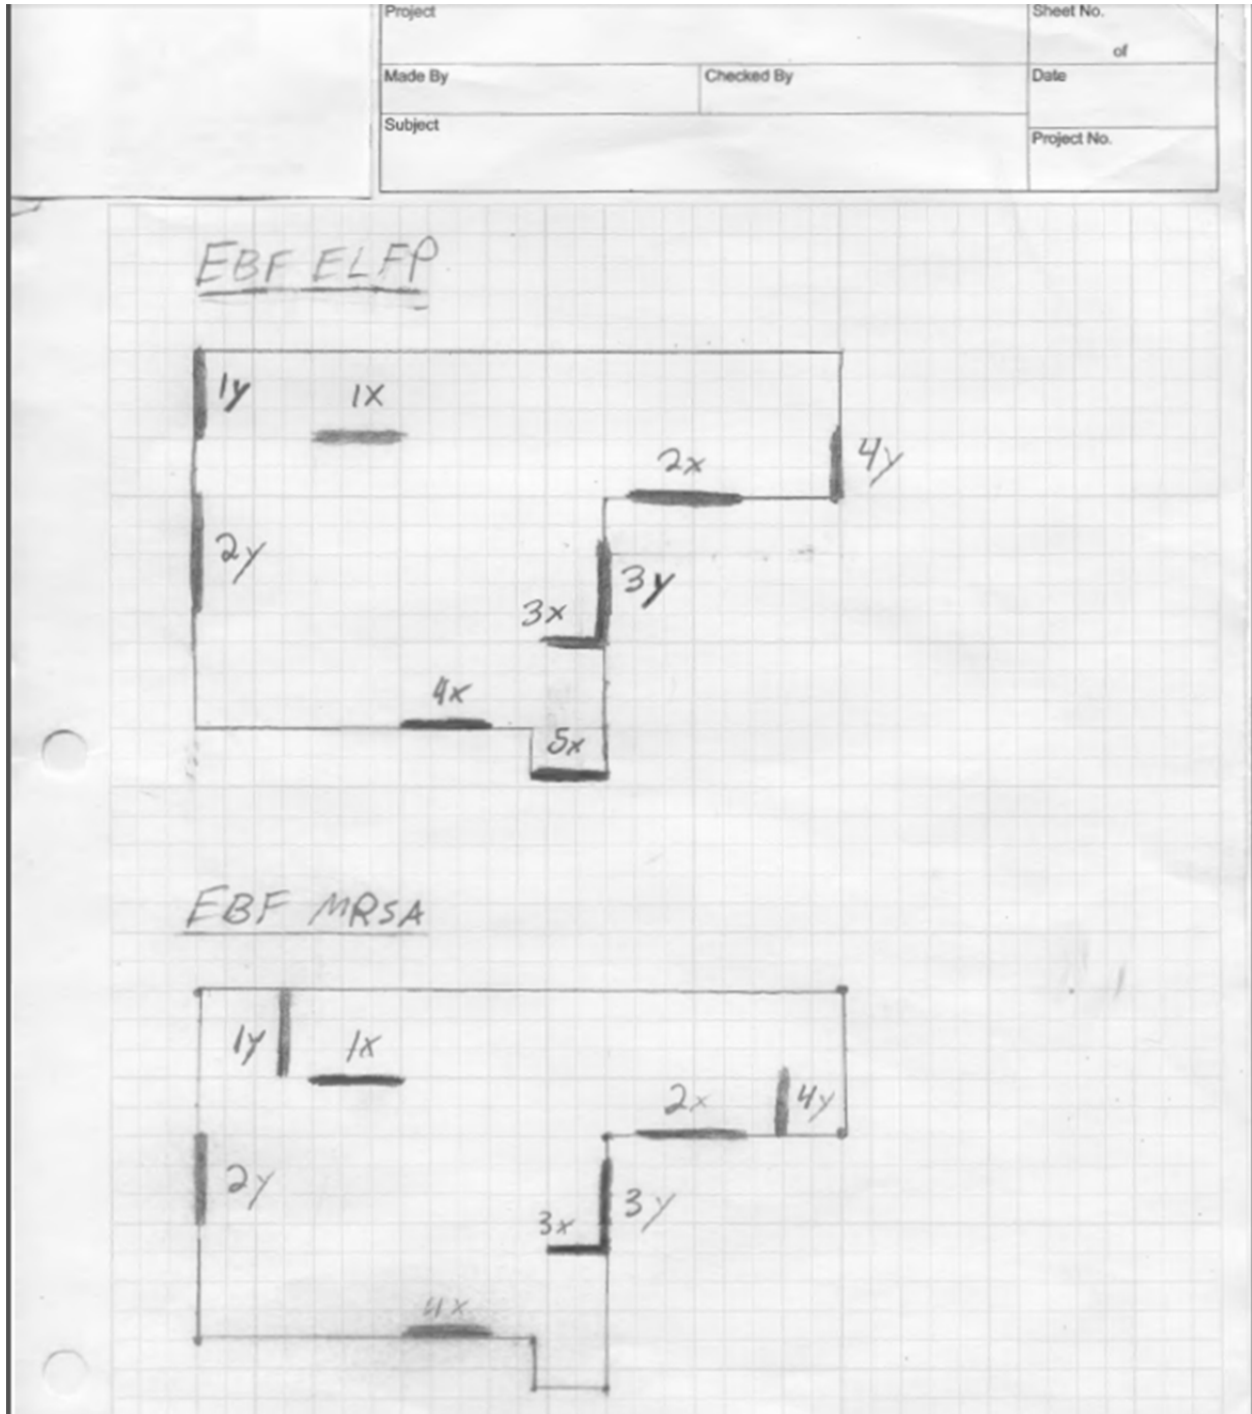 Project
Sheet No.
of
Made By
Checked By
Date
Subject
Project No.
EBF ELFP
1y
1x
2x
4y
2y
3x
3y
4x
5x
EBF MRSA
1y
1x
2x
4y
2y
3x
3y
4x